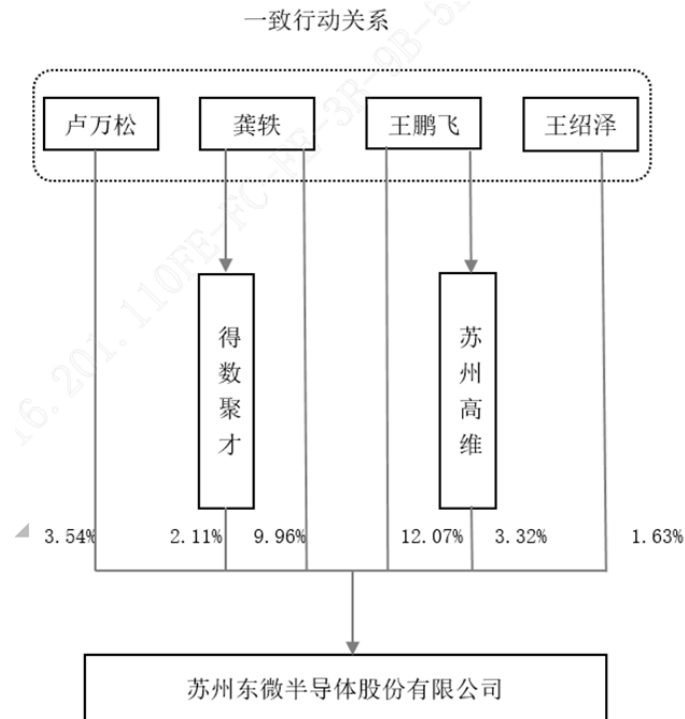 一致行动关系
卢万松 龚轶 王鹏飞 王绍泽
得数聚才
苏州高维
3.54% 2.11% 9.96% 12.07% 3.32% 1.63%
苏州东微半导体股份有限公司